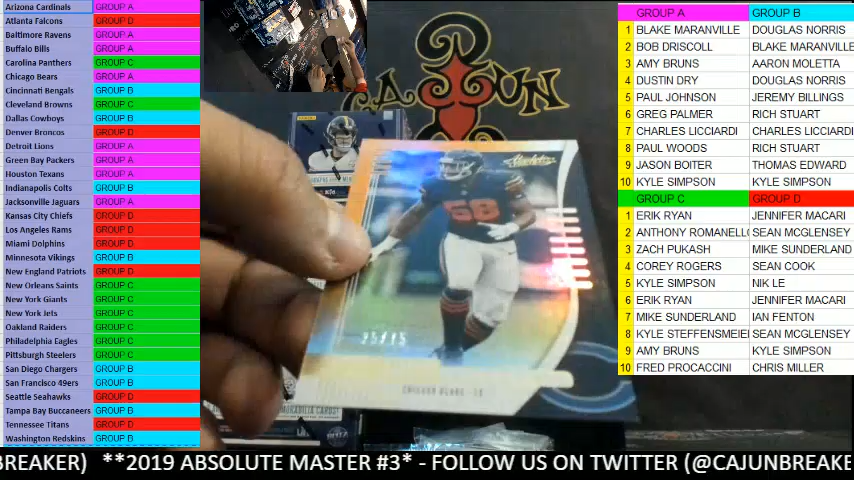 Arizona Cardinals GROUP A
Atlanta Falcons GROUP D
Baltimore Ravens GROUP A
Buffalo Bills GROUP A
Carolina Panthers GROUP C
Chicago Bears GROUP A
Cincinnati Bengals GROUP B
Cleveland Browns GROUP C
Dallas Cowboys GROUP B
Denver Broncos GROUP D
Detroit Lions GROUP A
Green Bay Packers GROUP A
Houston Texans GROUP A
Indianapolis Colts GROUP B
Jacksonville Jaguars GROUP A
Kansas City Chiefs GROUP D
Los Angeles Rams GROUP D
Miami Dolphins GROUP D
Minnesota Vikings GROUP B
New England Patriots GROUP D
New Orleans Saints GROUP C
New York Giants GROUP C
New York Jets GROUP C
Oakland Raiders GROUP C
Philadelphia Eagles GROUP C
Pittsburgh Steelers GROUP C
San Diego Chargers GROUP B
San Francisco 49ers GROUP B
Seattle Seahawks GROUP D
Tampa Bay Buccaneers GROUP B
Tennessee Titans GROUP D
Washington Redskins GROUP B
CAJUN
Absolute
58
GROUP A GROUP B
1 BLAKE MARANVILLE DOUGLAS NORRIS
2 BOB DRISCOLL BLAKE MARANVILLE
3 AMY BRUNS AARON MOLETTA
4 DUSTIN DRY DOUGLAS NORRIS
5 PAUL JOHNSON JEREMY BILLINGS
6 GREG PALMER RICH STUART
7 CHARLES LICCIARDI CHARLES LICCIARDI
8 PAUL WOODS RICH STUART
9 JASON BOITER THOMAS EDWARD
10 KYLE SIMPSON KYLE SIMPSON
GROUP C GROUP D
1 ERIK RYAN JENNIFER MACARI
2 ANTHONY ROMANELLO SEAN MCGLENSEY
3 ZACH PUKASH MIKE SUNDERLAND
4 COREY ROGERS SEAN COOK
5 KYLE SIMPSON NIK LE
6 ERIK RYAN JENNIFER MACARI
7 MIKE SUNDERLAND IAN FENTON
8 KYLE STEFFENSMEIE SEAN MCGLENSEY
9 AMY BRUNS KYLE SIMPSON
10 FRED PROCACCINI CHRIS MILLER
BREAKER) **2019 ABSOLUTE MASTER #3* - FOLLOW US ON TWITTER (@CAJUNBREAKE